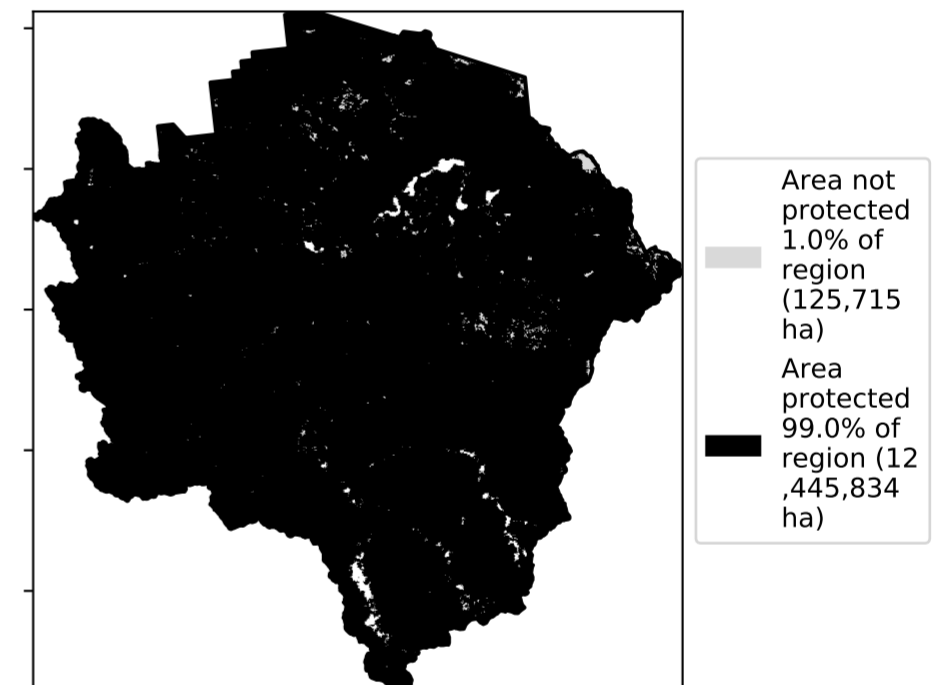 Area not
protected
1.0% of
region
(125,715
ha)
Area
protected
99.0% of
region (12
,445,834
ha)